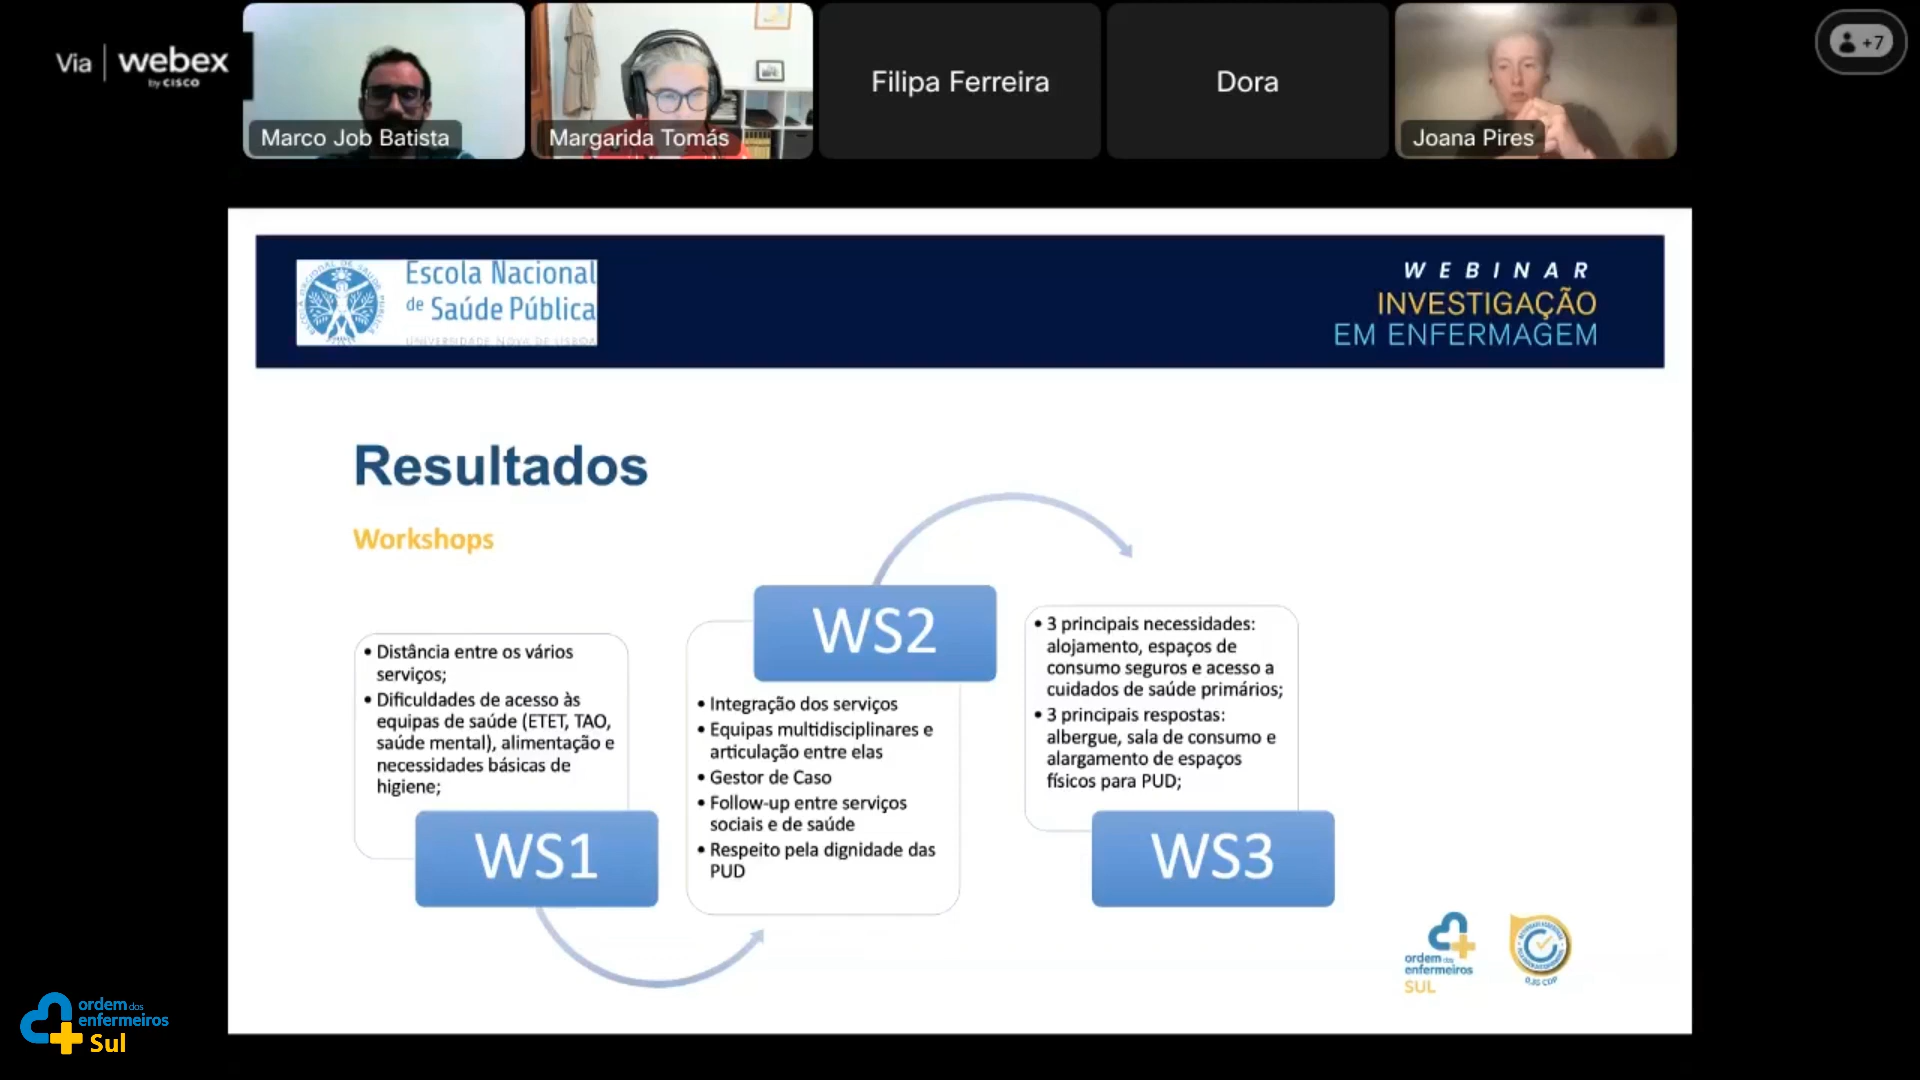 Via webex
by CISCO
Marco Job Batista
Margarida Tomás
Filipa Ferreira
Dora
Joana Pires
+7
Escola Nacional
de Saúde Pública
UNIVERSIDADE NOVA DE LISBOA
WEBINAR
INVESTIGAÇÃO
EM ENFERMAGEM
Resultados
Workshops
• Distância entre os vários
serviços;
• Dificuldades de acesso às
equipas de saúde (ETET, TAO,
saúde mental), alimentação e
necessidades básicas de
higiene;
WS1
WS2
• Integração dos serviços
• Equipas multidisciplinares e
articulação entre elas
• Gestor de Caso
• Follow-up entre serviços
sociais e de saúde
• Respeito pela dignidade das
PUD
• 3 principais necessidades:
alojamento, espaços de
consumo seguros e acesso a
cuidados de saúde primários;
• 3 principais respostas:
albergue, sala de consumo e
alargamento de espaços
físicos para PUD;
WS3
ordem dos
enfermeiros
SUL
ordem dos
enfermeiros
Sul